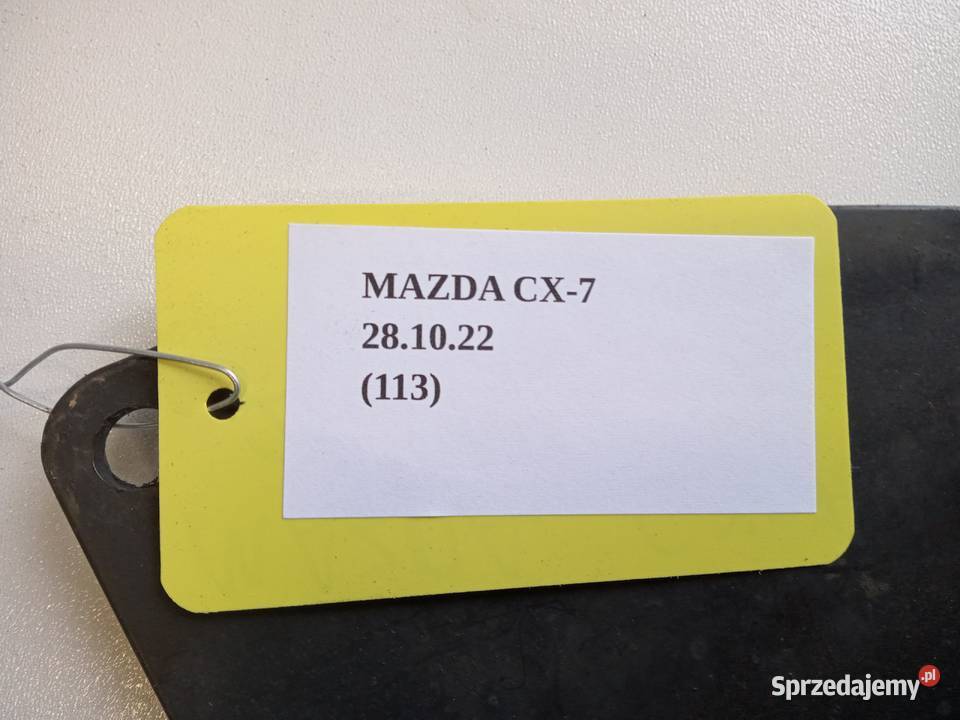 MAZDA CX-7
28.10.22
(113)
Sprzedajemy.pl